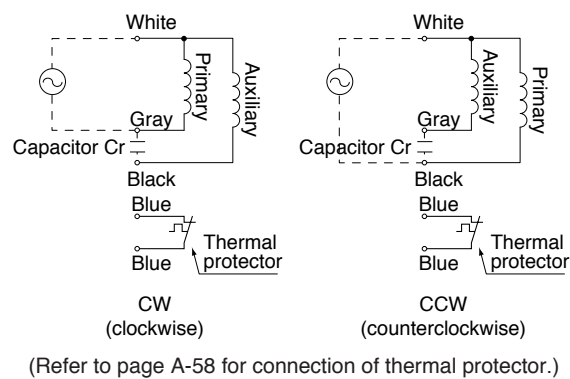 White
Primary
Auxiliary
Gray
Capacitor Cr
Black
Blue
Thermal
protector
Blue
CW
(clockwise)
White
Auxiliary
Primary
Gray
Capacitor Cr
Black
Blue
Thermal
protector
Blue
CCW
(counterclockwise)
(Refer to page A-58 for connection of thermal protector.)